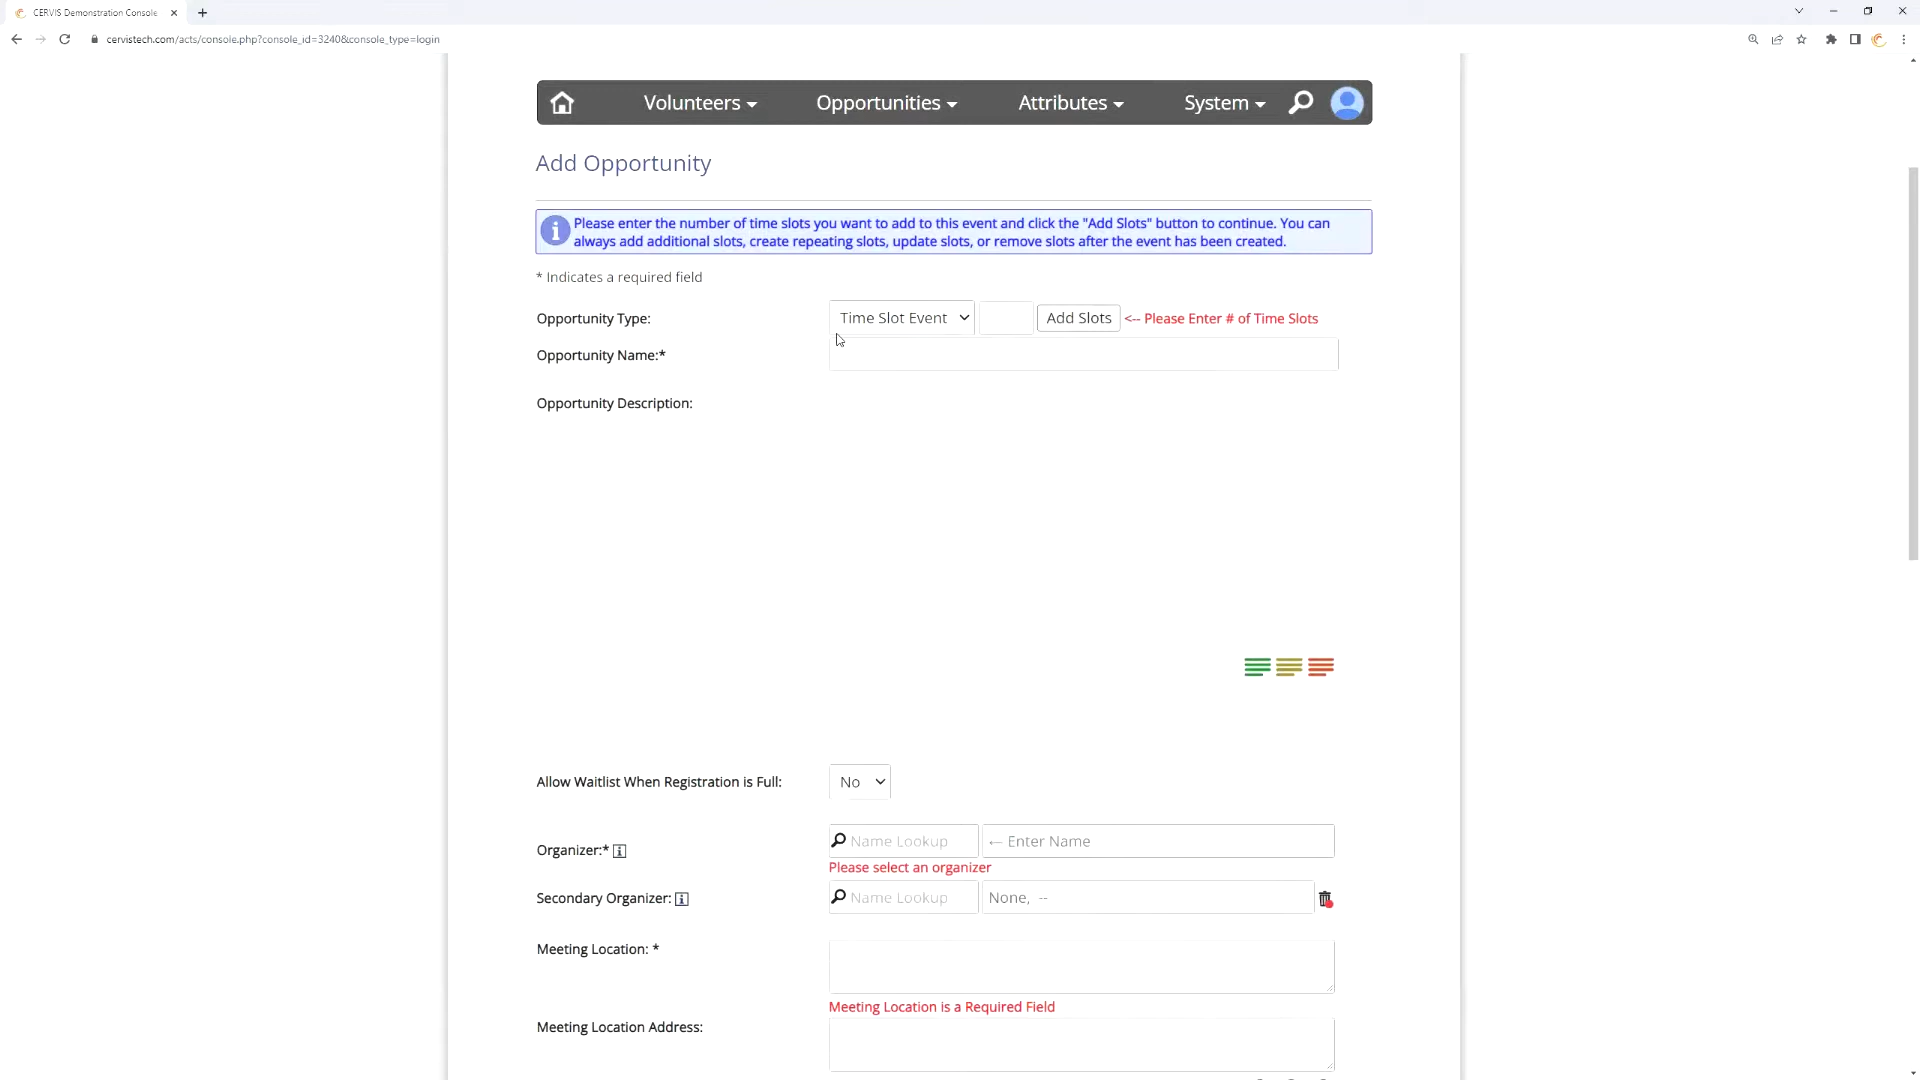 CERVIS Demonstration Console
cervistech.com/acts/console.php?console_id=3240&console_type=login
Volunteers Opportunities Attributes System
Add Opportunity
Please enter the number of time slots you want to add to this event and click the "Add Slots" button to continue. You can
always add additional slots, create repeating slots, update slots, or remove slots after the event has been created.
* Indicates a required field
Opportunity Type: Time Slot Event Add Slots <-- Please Enter # of Time Slots
Opportunity Name:*
Opportunity Description:
Allow Waitlist When Registration is Full: No
Organizer:* Name Lookup ← Enter Name
Please select an organizer
Secondary Organizer: Name Lookup None, --
Meeting Location: *
Meeting Location is a Required Field
Meeting Location Address: